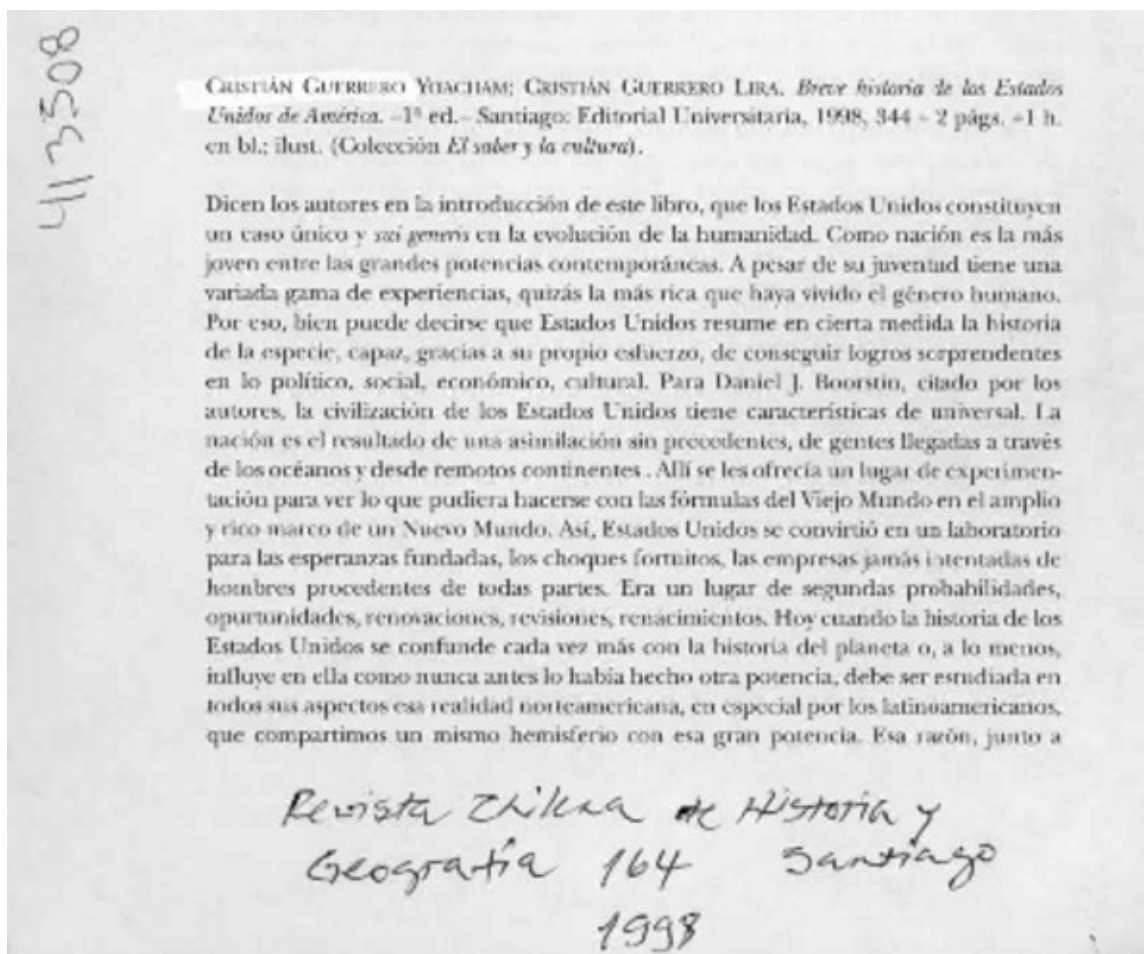 4113508
CRISTIÁN GUERRERO YOACHAM; CRISTIÁN GUERRERO LIRA. Breve historia de los Estados
Unidos de América. –1ª ed.– Santiago: Editorial Universitaria, 1998, 344 + 2 págs. +1 h.
en bl.; ilust. (Colección El saber y la cultura).
Dicen los autores en la introducción de este libro, que los Estados Unidos constituyen
un caso único y sui generis en la evolución de la humanidad. Como nación es la más
joven entre las grandes potencias contemporáneas. A pesar de su juventud tiene una
variada gama de experiencias, quizás la más rica que haya vivido el género humano.
Por eso, bien puede decirse que Estados Unidos resume en cierta medida la historia
de la especie, capaz, gracias a su propio esfuerzo, de conseguir logros sorprendentes
en lo político, social, económico, cultural. Para Daniel J. Boorstin, citado por los
autores, la civilización de los Estados Unidos tiene características de universal. La
nación es el resultado de una asimilación sin precedentes, de gentes llegadas a través
de los océanos y desde remotos continentes . Allí se les ofrecía un lugar de experimen-
tación para ver lo que pudiera hacerse con las fórmulas del Viejo Mundo en el amplio
y rico marco de un Nuevo Mundo. Así, Estados Unidos se convirtió en un laboratorio
para las esperanzas fundadas, los choques fortuitos, las empresas jamás intentadas de
hombres procedentes de todas partes. Era un lugar de segundas probabilidades,
oportunidades, renovaciones, revisiones, renacimientos. Hoy cuando la historia de los
Estados Unidos se confunde cada vez más con la historia del planeta o, a lo menos,
influye en ella como nunca antes lo había hecho otra potencia, debe ser estudiada en
todos sus aspectos esa realidad norteamericana, en especial por los latinoamericanos,
que compartimos un mismo hemisferio con esa gran potencia. Esa razón, junto a
Revista Chilena de Historia y
Geografía 164 Santiago
1998